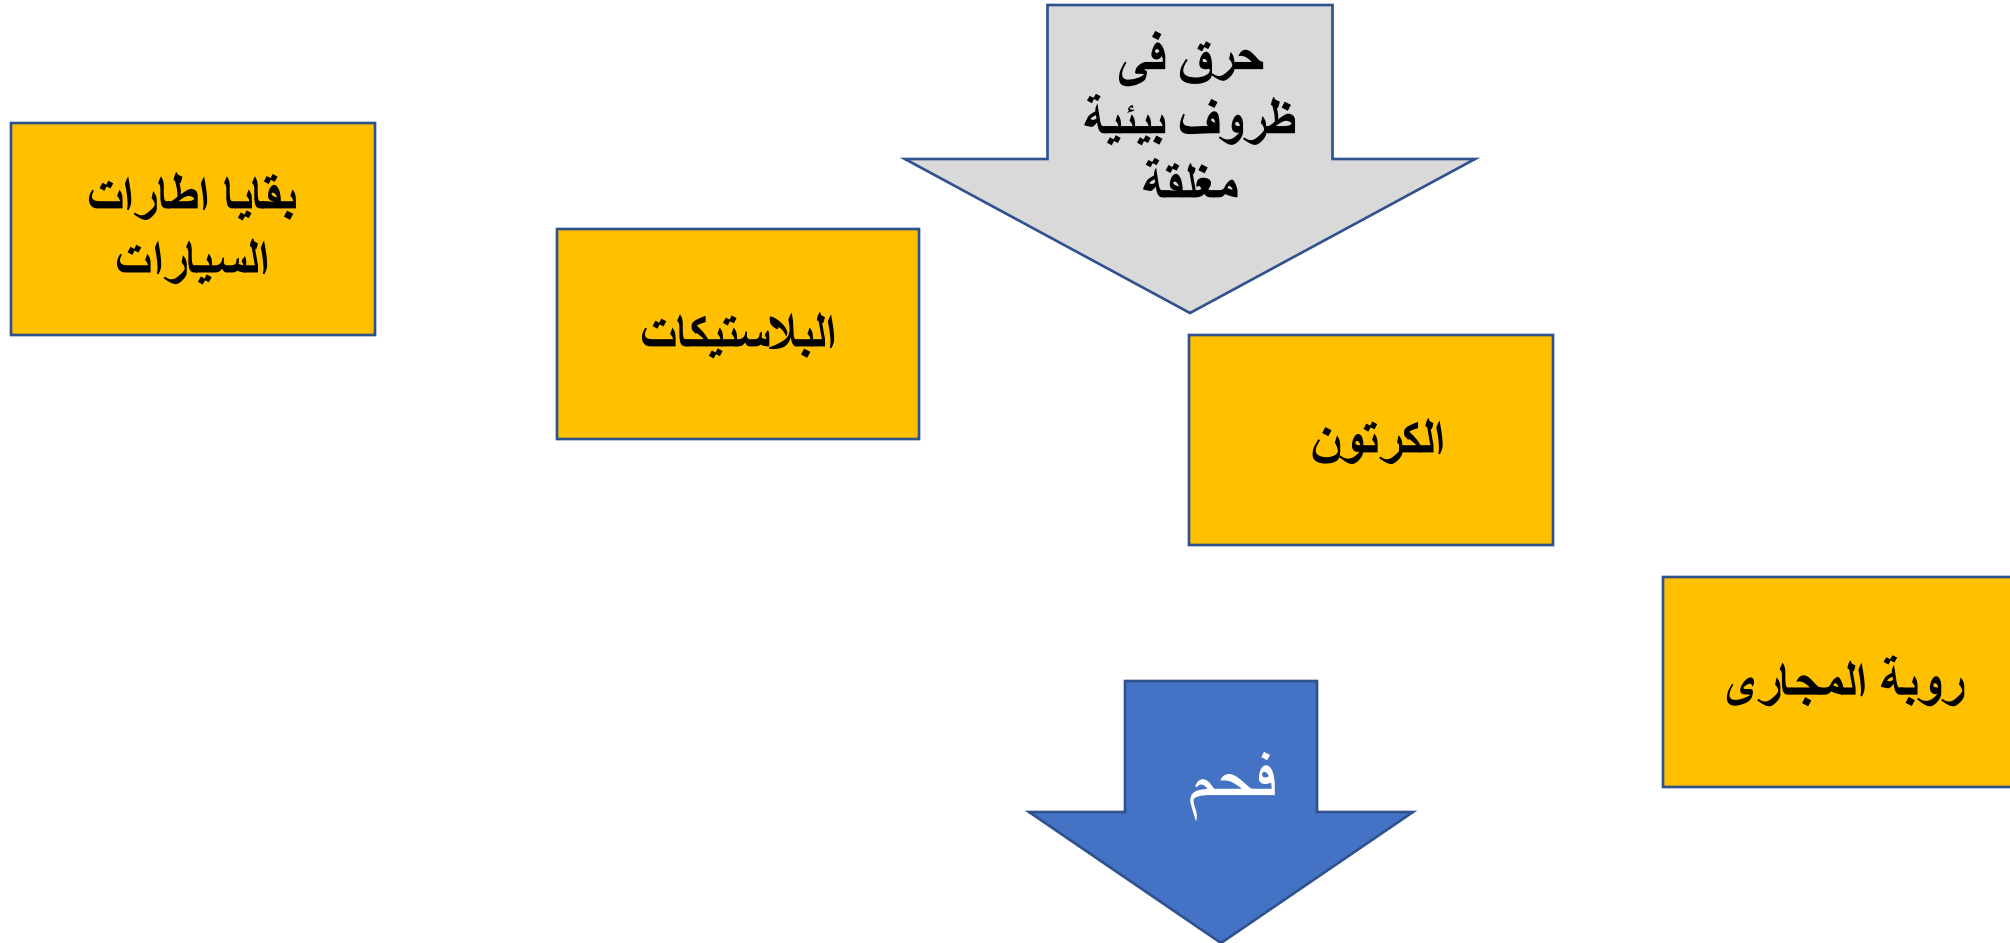 حرق فى
ظروف بيئية
مغلقة
بقايا اطارات
السيارات
البلاستيكات
الكرتون
روبة المجارى
فحم